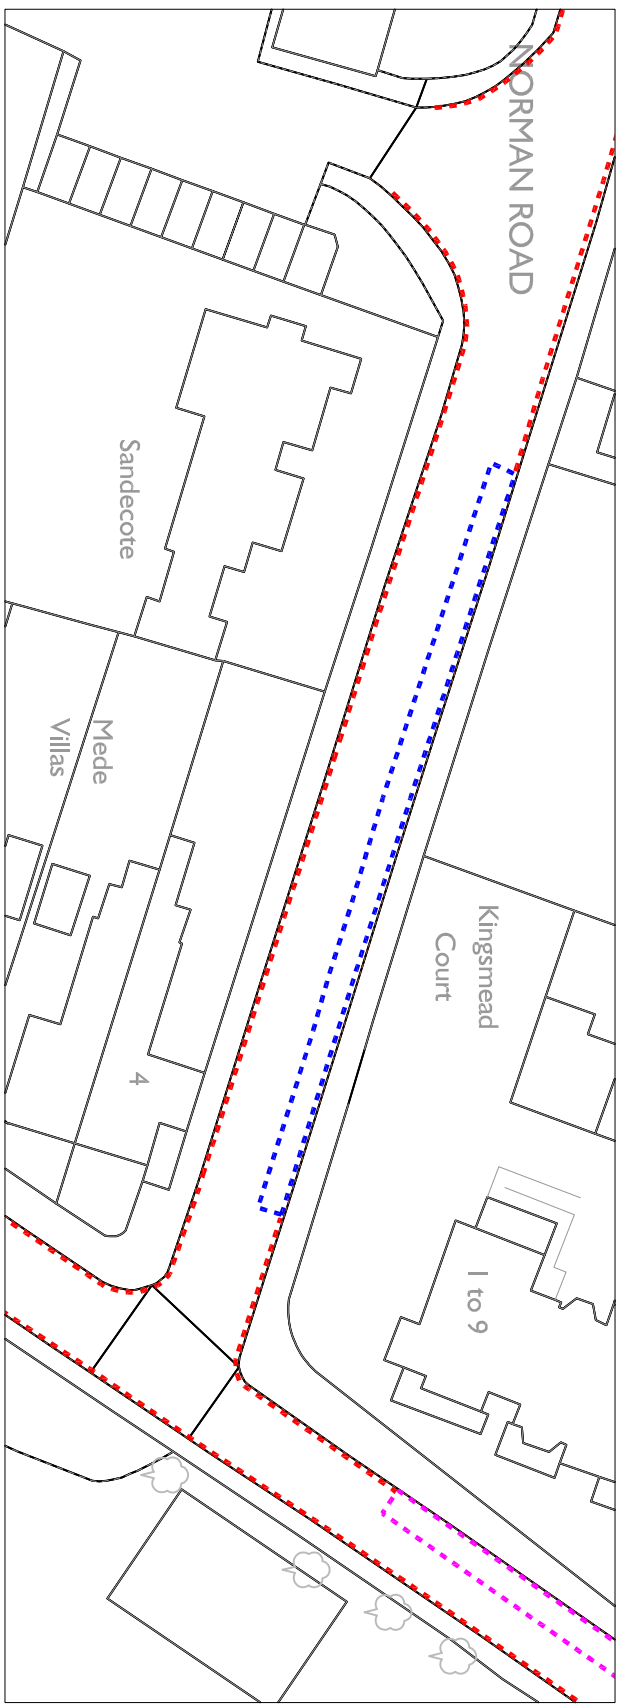 NORMAN ROAD
Sandecote
Mede
Villas
Kingsmead
Court
4
1 to 9